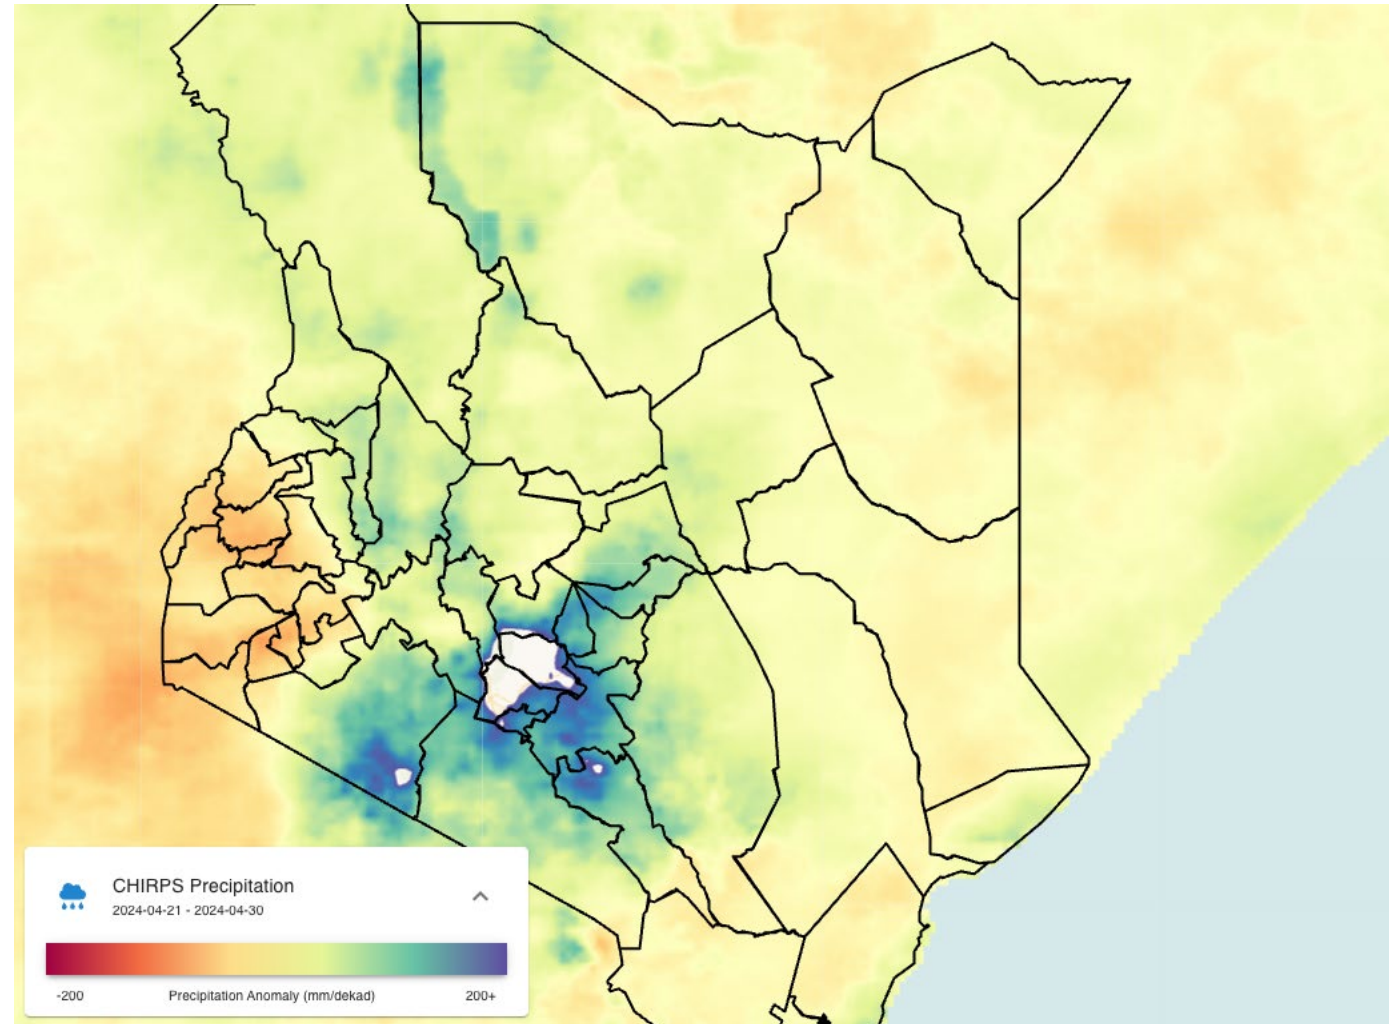 CHIRPS Precipitation
2024-04-21 - 2024-04-30
-200 Precipitation Anomaly (mm/dekad) 200+